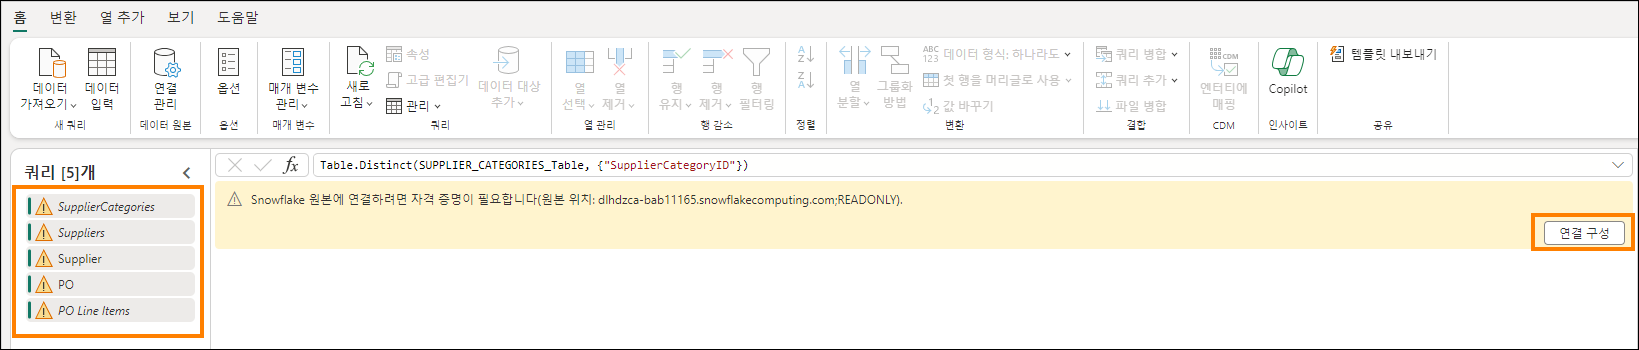 홈 변환 열 추가 보기 도움말
데이터 가져오기
데이터 입력
새 쿼리
연결 관리
데이터 원본
옵션
옵션
매개 변수 관리
매개 변수
새로 고침
속성
고급 편집기
관리
데이터 대상 추가
쿼리
열 선택
열 제거
열 관리
행 유지
행 제거
행 필터링
행 감소
A
Z
Z
A
정렬
열 분할
그룹화 방법
ABC
123
데이터 형식: 하나라도
첫 행을 머리글로 사용
1
2
값 바꾸기
변환
쿼리 병합
쿼리 추가
파일 병합
결합
CDM
엔터티에 매핑
CDM
Copilot
인사이트
템플릿 내보내기
공유
쿼리 [5]개
SupplierCategories
Suppliers
Supplier
PO
PO Line Items
fx
Table.Distinct(SUPPLIER_CATEGORIES_Table, {"SupplierCategoryID"})
Snowflake 원본에 연결하려면 자격 증명이 필요합니다(원본 위치: dlhdzca-bab11165.snowflakecomputing.com;READONLY).
연결 구성